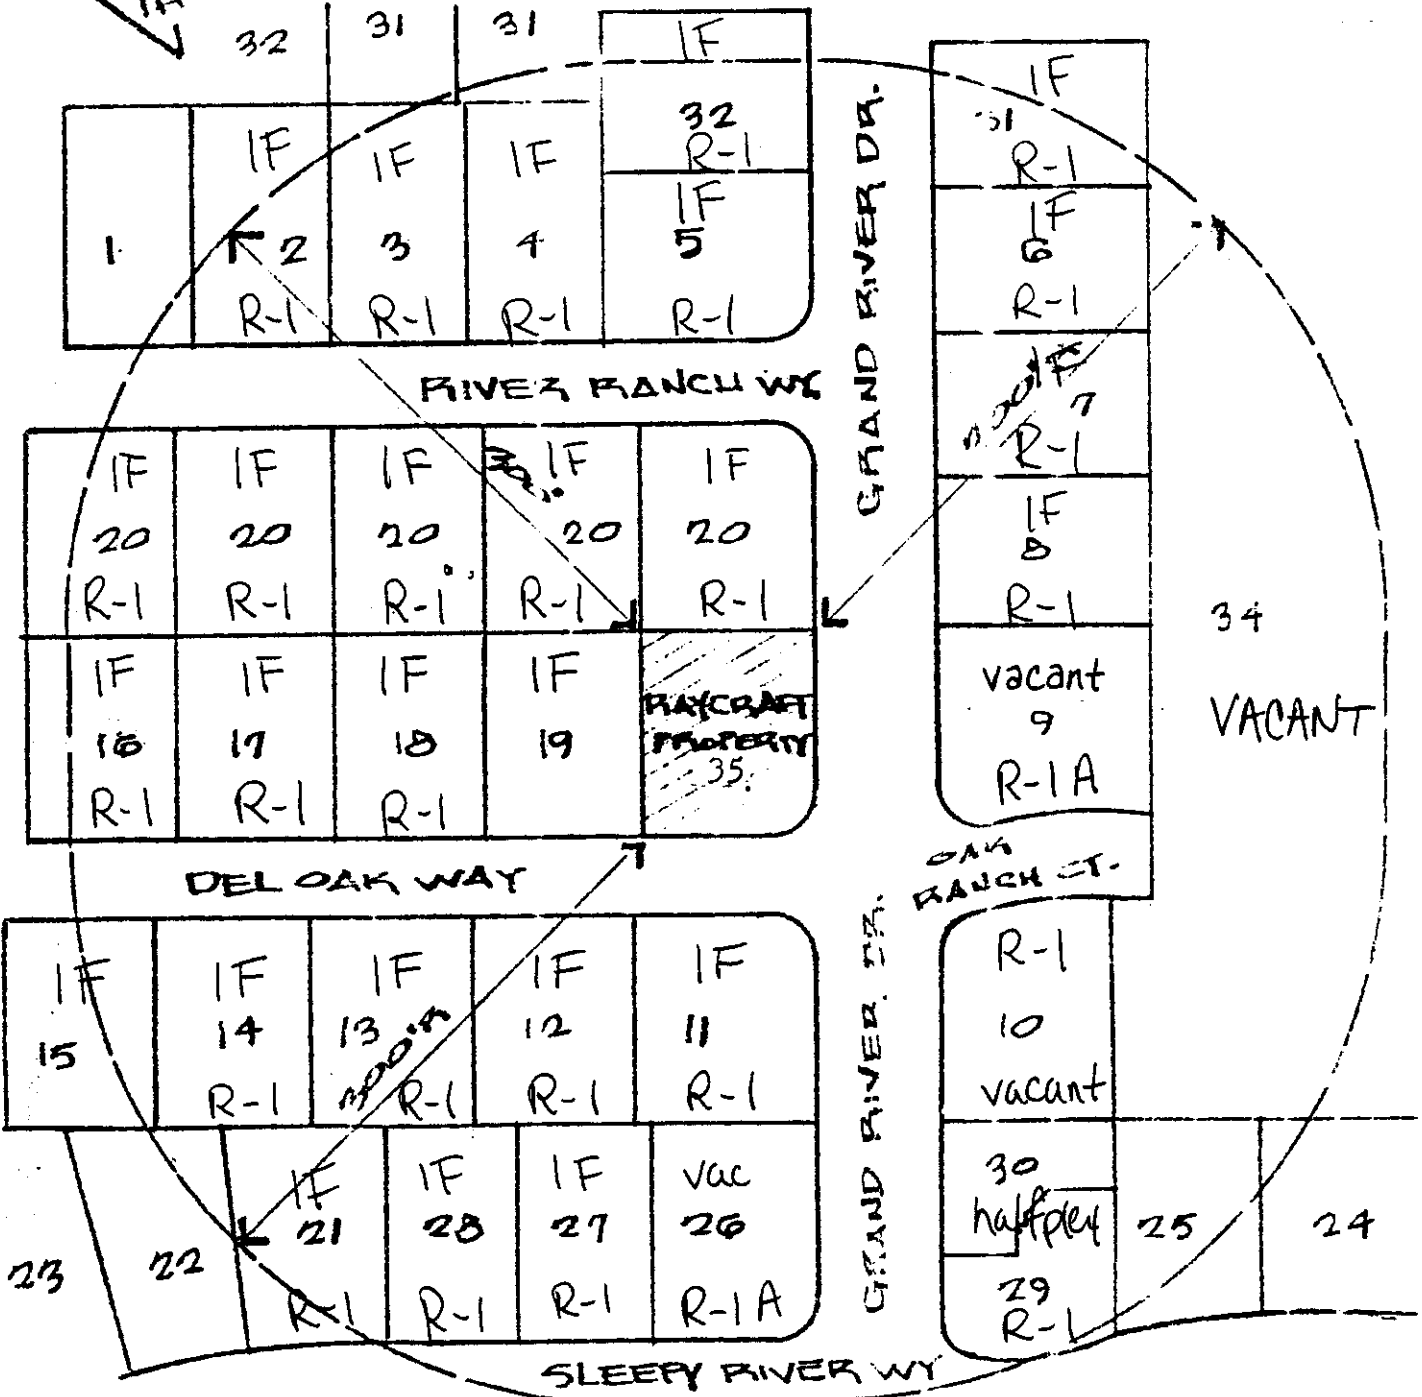 32
31
31
1F
32
R-1
1F
31
R-1
1
1F
2
R-1
1F
3
R-1
1F
4
R-1
1F
5
R-1
1F
6
R-1
GRAND RIVER DR.
RIVER RANCH WY.
1F
7
R-1
300'R
1F
20
R-1
1F
20
R-1
1F
20
R-1
1F
20
R-1
1F
20
R-1
1F
8
R-1
34
VACANT
1F
16
R-1
1F
17
R-1
1F
18
R-1
1F
19
RAYCRAFT
PROPERTY
35
vacant
9
R-1A
DEL OAK WAY
OAK
RANCH CT.
1F
15
1F
14
R-1
1F
13
R-1
300'R
1F
12
R-1
1F
11
R-1
GRAND RIVER DR.
R-1
10
vacant
23
22
1F
21
R-1
1F
28
R-1
1F
27
R-1
vac
26
R-1A
30
halfplex
29
R-1
25
24
SLEEPY RIVER WY